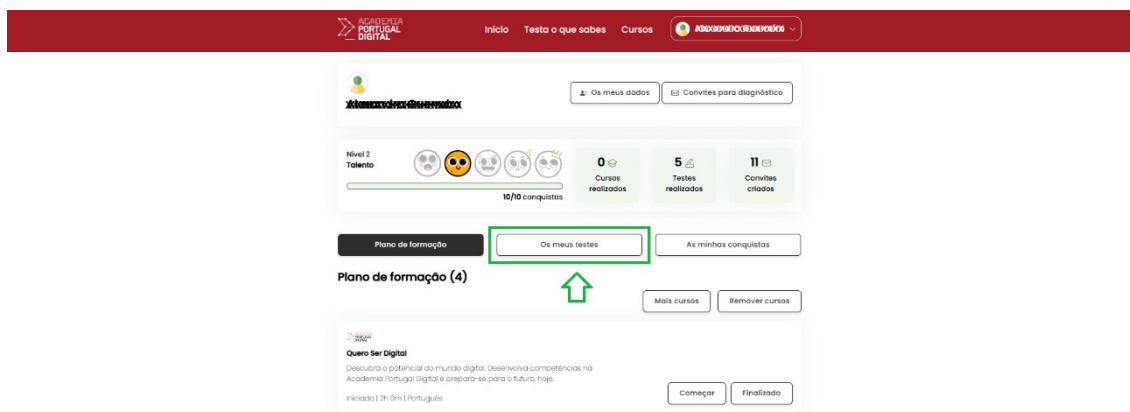 ACADEMIA
PORTUGAL
DIGITAL
Início Testa o que sabes Cursos
Os meus dados Convites para diagnóstico
Nível 2
Talento
10/10 conquistas
0
Cursos
realizados
5
Testes
realizados
11
Convites
criados
Plano de formação Os meus testes As minhas conquistas
Plano de formação (4)
Mais cursos Remover cursos
Quero Ser Digital
Descubra o potencial do mundo digital. Desenvolva competências na
Academia Portugal Digital e prepara-se para o futuro, hoje.
Iniciado | 2h 0m | Português
Começar Finalizado